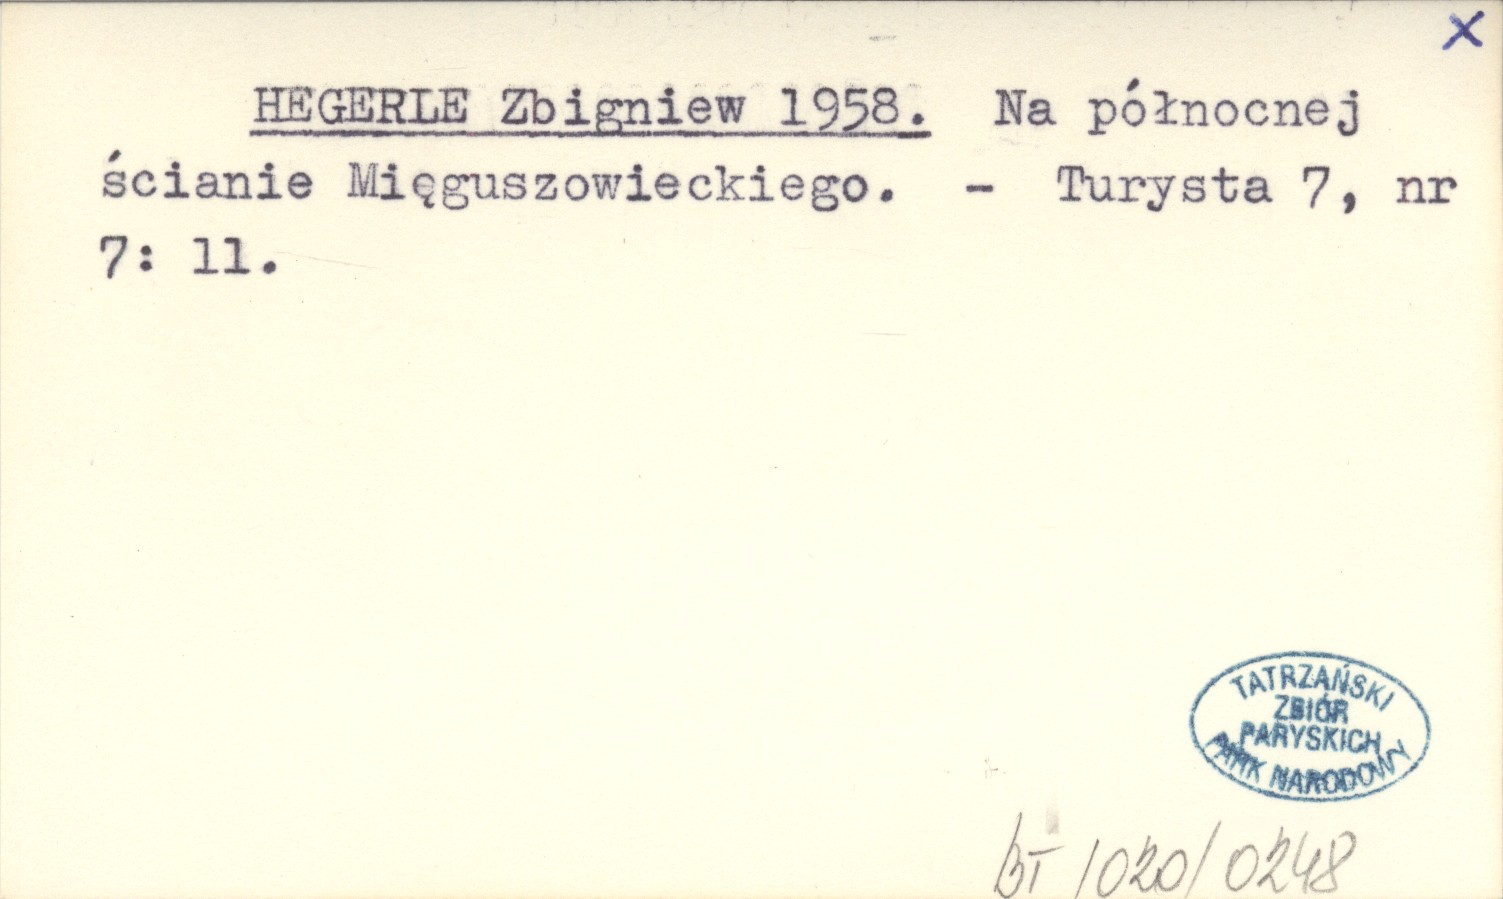 X
HEGERLE Zbigniew 1958. Na północnej
ścianie Mięguszowieckiego. - Turysta 7, nr
7: 11.
TATRZAŃSKI
ZBIÓR
PARYSKICH
PARK NARODOWY
BT /020/ 0248